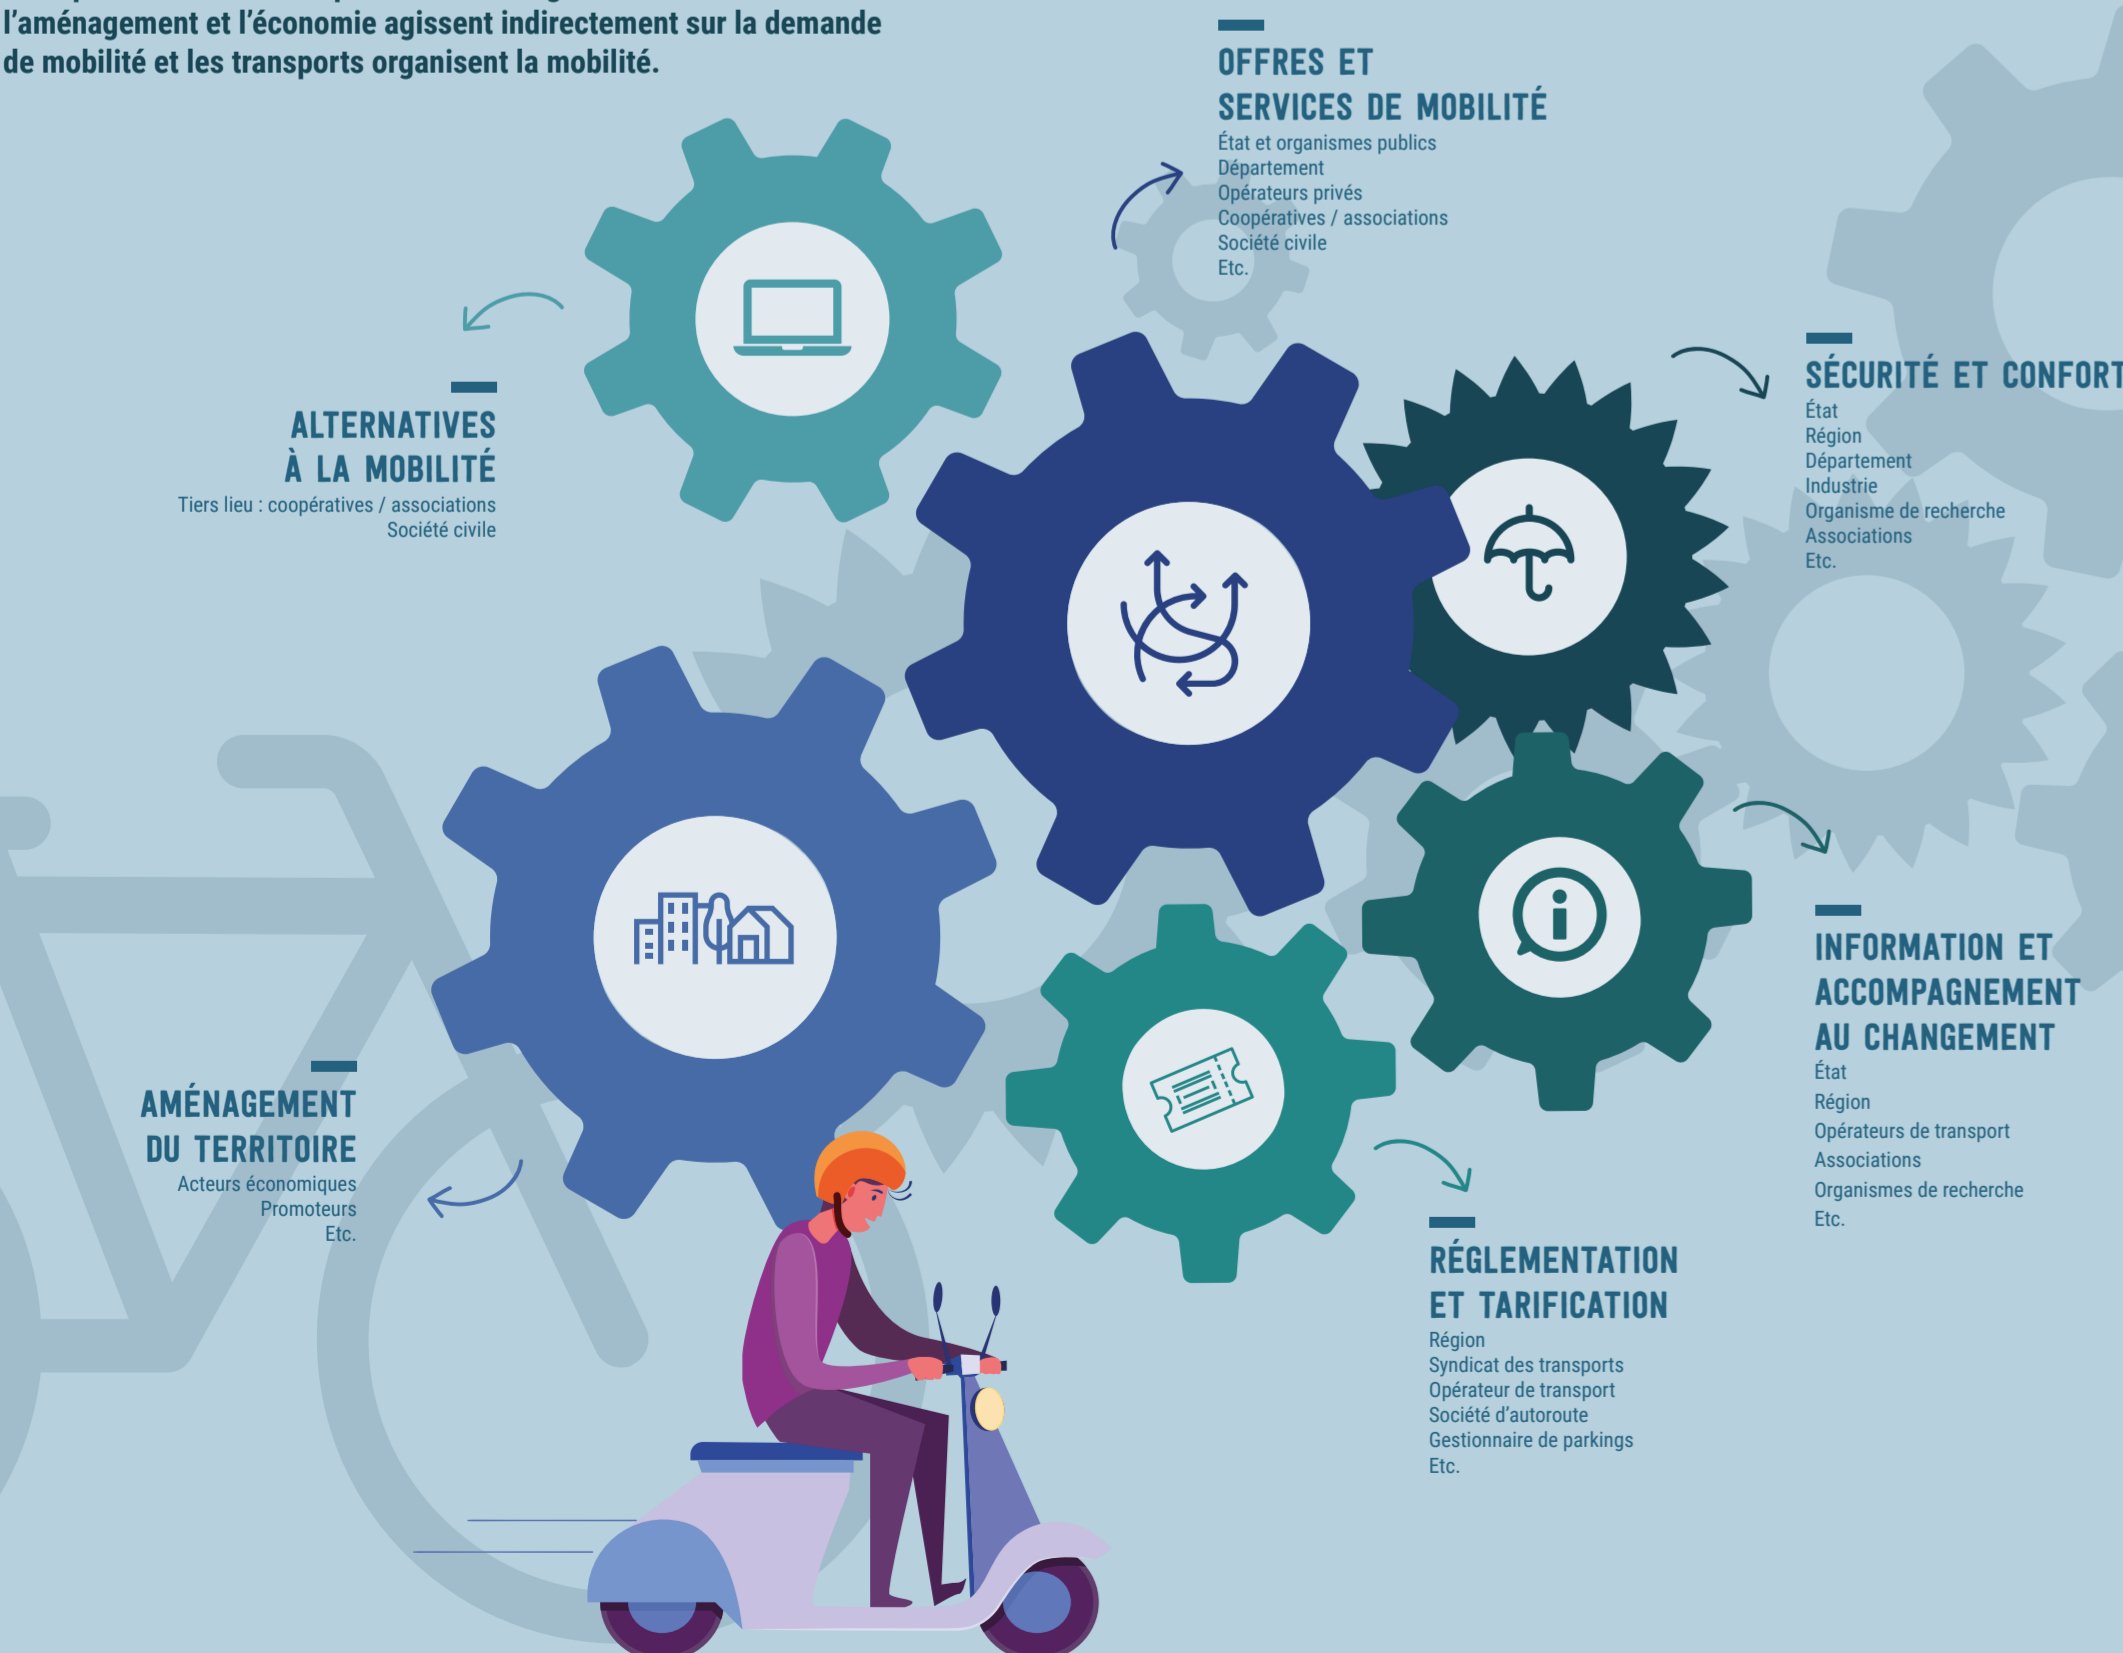 l’aménagement et l’économie agissent indirectement sur la demande
de mobilité et les transports organisent la mobilité.
OFFRES ET
SERVICES DE MOBILITÉ
État et organismes publics
Département
Opérateurs privés
Coopératives / associations
Société civile
Etc.
SÉCURITÉ ET CONFORT
État
Région
Département
Industrie
Organisme de recherche
Associations
Etc.
ALTERNATIVES
À LA MOBILITÉ
Tiers lieu : coopératives / associations
Société civile
INFORMATION ET
ACCOMPAGNEMENT
AU CHANGEMENT
État
Région
Opérateurs de transport
Associations
Organismes de recherche
Etc.
AMÉNAGEMENT
DU TERRITOIRE
Acteurs économiques
Promoteurs
Etc.
RÉGLEMENTATION
ET TARIFICATION
Région
Syndicat des transports
Opérateur de transport
Société d’autoroute
Gestionnaire de parkings
Etc.